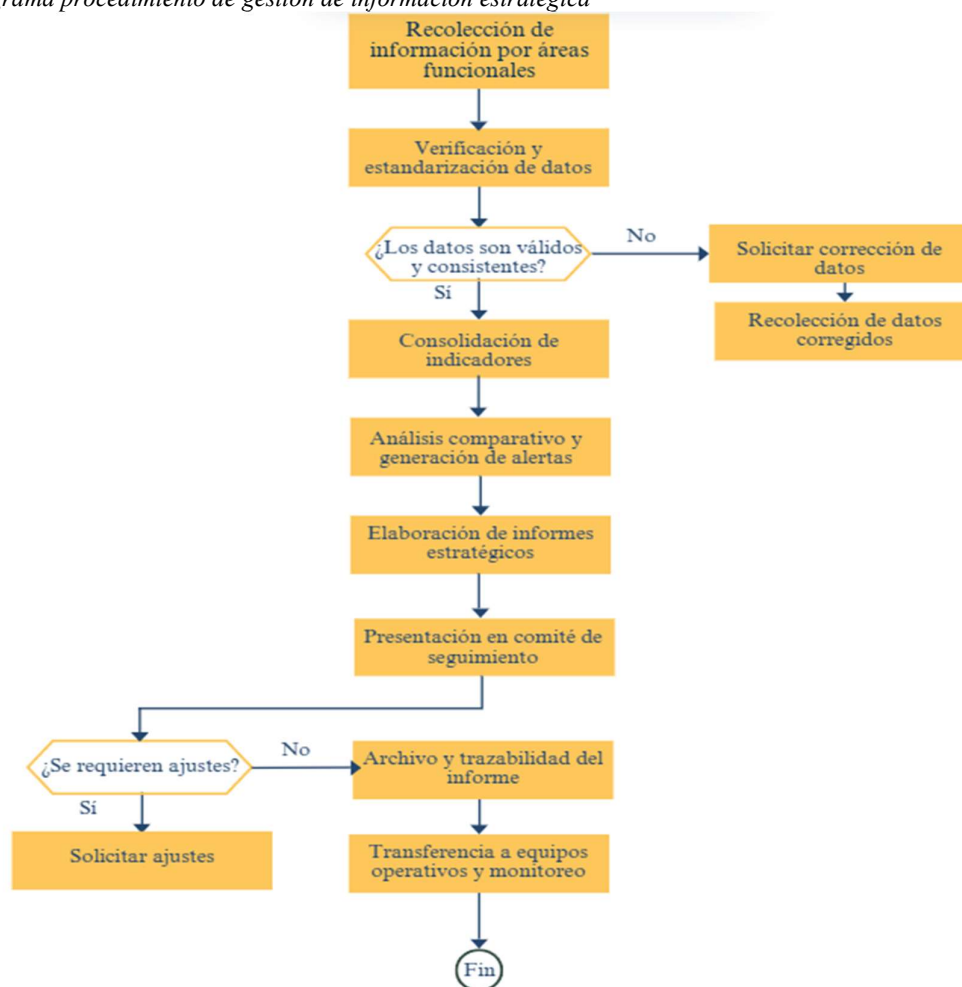 grama procedimiento de gestión de información estratégica
Recolección de
información por áreas
funcionales
Verificación y
estandarización de datos
¿Los datos son válidos
y consistentes?
No
Solicitar corrección de
datos
Sí
Recolección de datos
corregidos
Consolidación de
indicadores
Análisis comparativo y
generación de alertas
Elaboración de informes
estratégicos
Presentación en comité de
seguimiento
¿Se requieren ajustes?
No
Archivo y trazabilidad del
informe
Sí
Solicitar ajustes
Transferencia a equipos
operativos y monitoreo
Fin